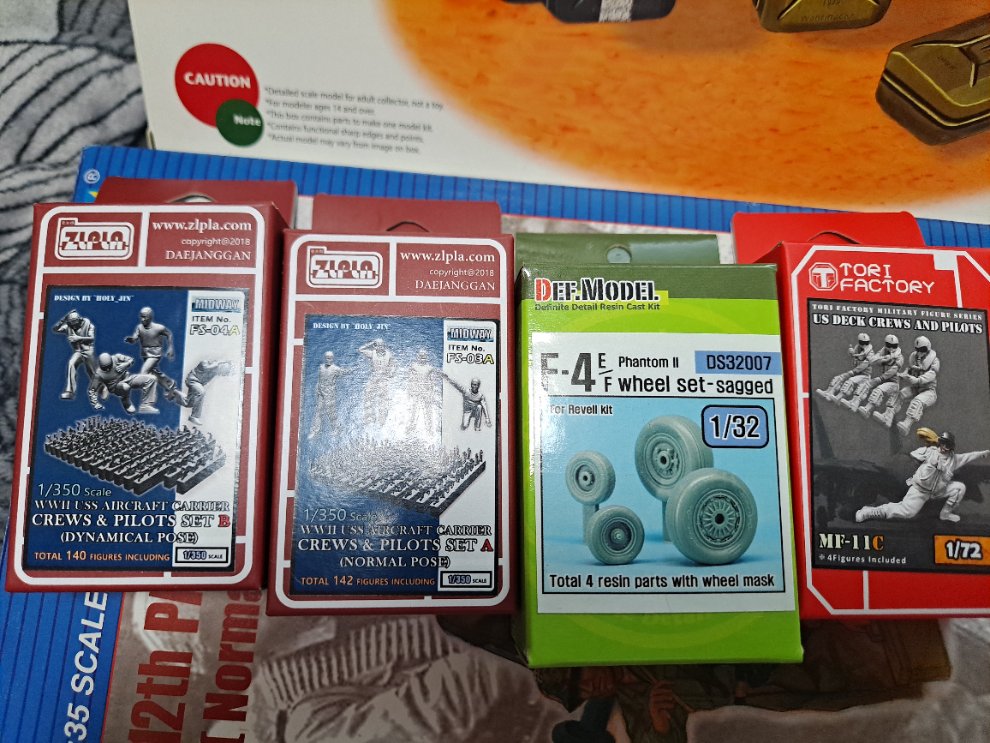 CAUTION
Note
*Detailed scale model for adult collector, not a toy
*For modeler ages 14 and over.
*This box contains parts to make one model kit.
*Contains functional sharp edges and points.
*Actual model may vary from image on box.
®
ZLPLA
www.zlpla.com
copyright@2018
DAEJANGGAN
DESIGN BY "HOLY_JIN"
MIDWAY
ITEM No.
FS-04A
1/350 Scale
WWII USS AIRCRAFT CARRIER
CREWS & PILOTS SET B
(DYNAMICAL POSE)
TOTAL 140 FIGURES INCLUDING
1/350 SCALE
ZLPLA
www.zlpla.com
copyright@2018
DAEJANGGAN
DESIGN BY "HOLY_JIN"
MIDWAY
ITEM No.
FS-03A
1/350 Scale
WWII USS AIRCRAFT CARRIER
CREWS & PILOTS SET A
(NORMAL POSE)
TOTAL 142 FIGURES INCLUDING
1/350 SCALE
DEF.MODEL
Definite Detail Resin Cast Kit
F-4 E/F Phantom II
DS32007
wheel set-sagged
For Revell kit
1/32
Total 4 resin parts with wheel mask
TORI
FACTORY
TORI FACTORY MILITARY FIGURE SERIES
US DECK CREWS AND PILOTS
MF-11C
※ 4Figures Included
1/72
35 SCALE
12th P
Norma